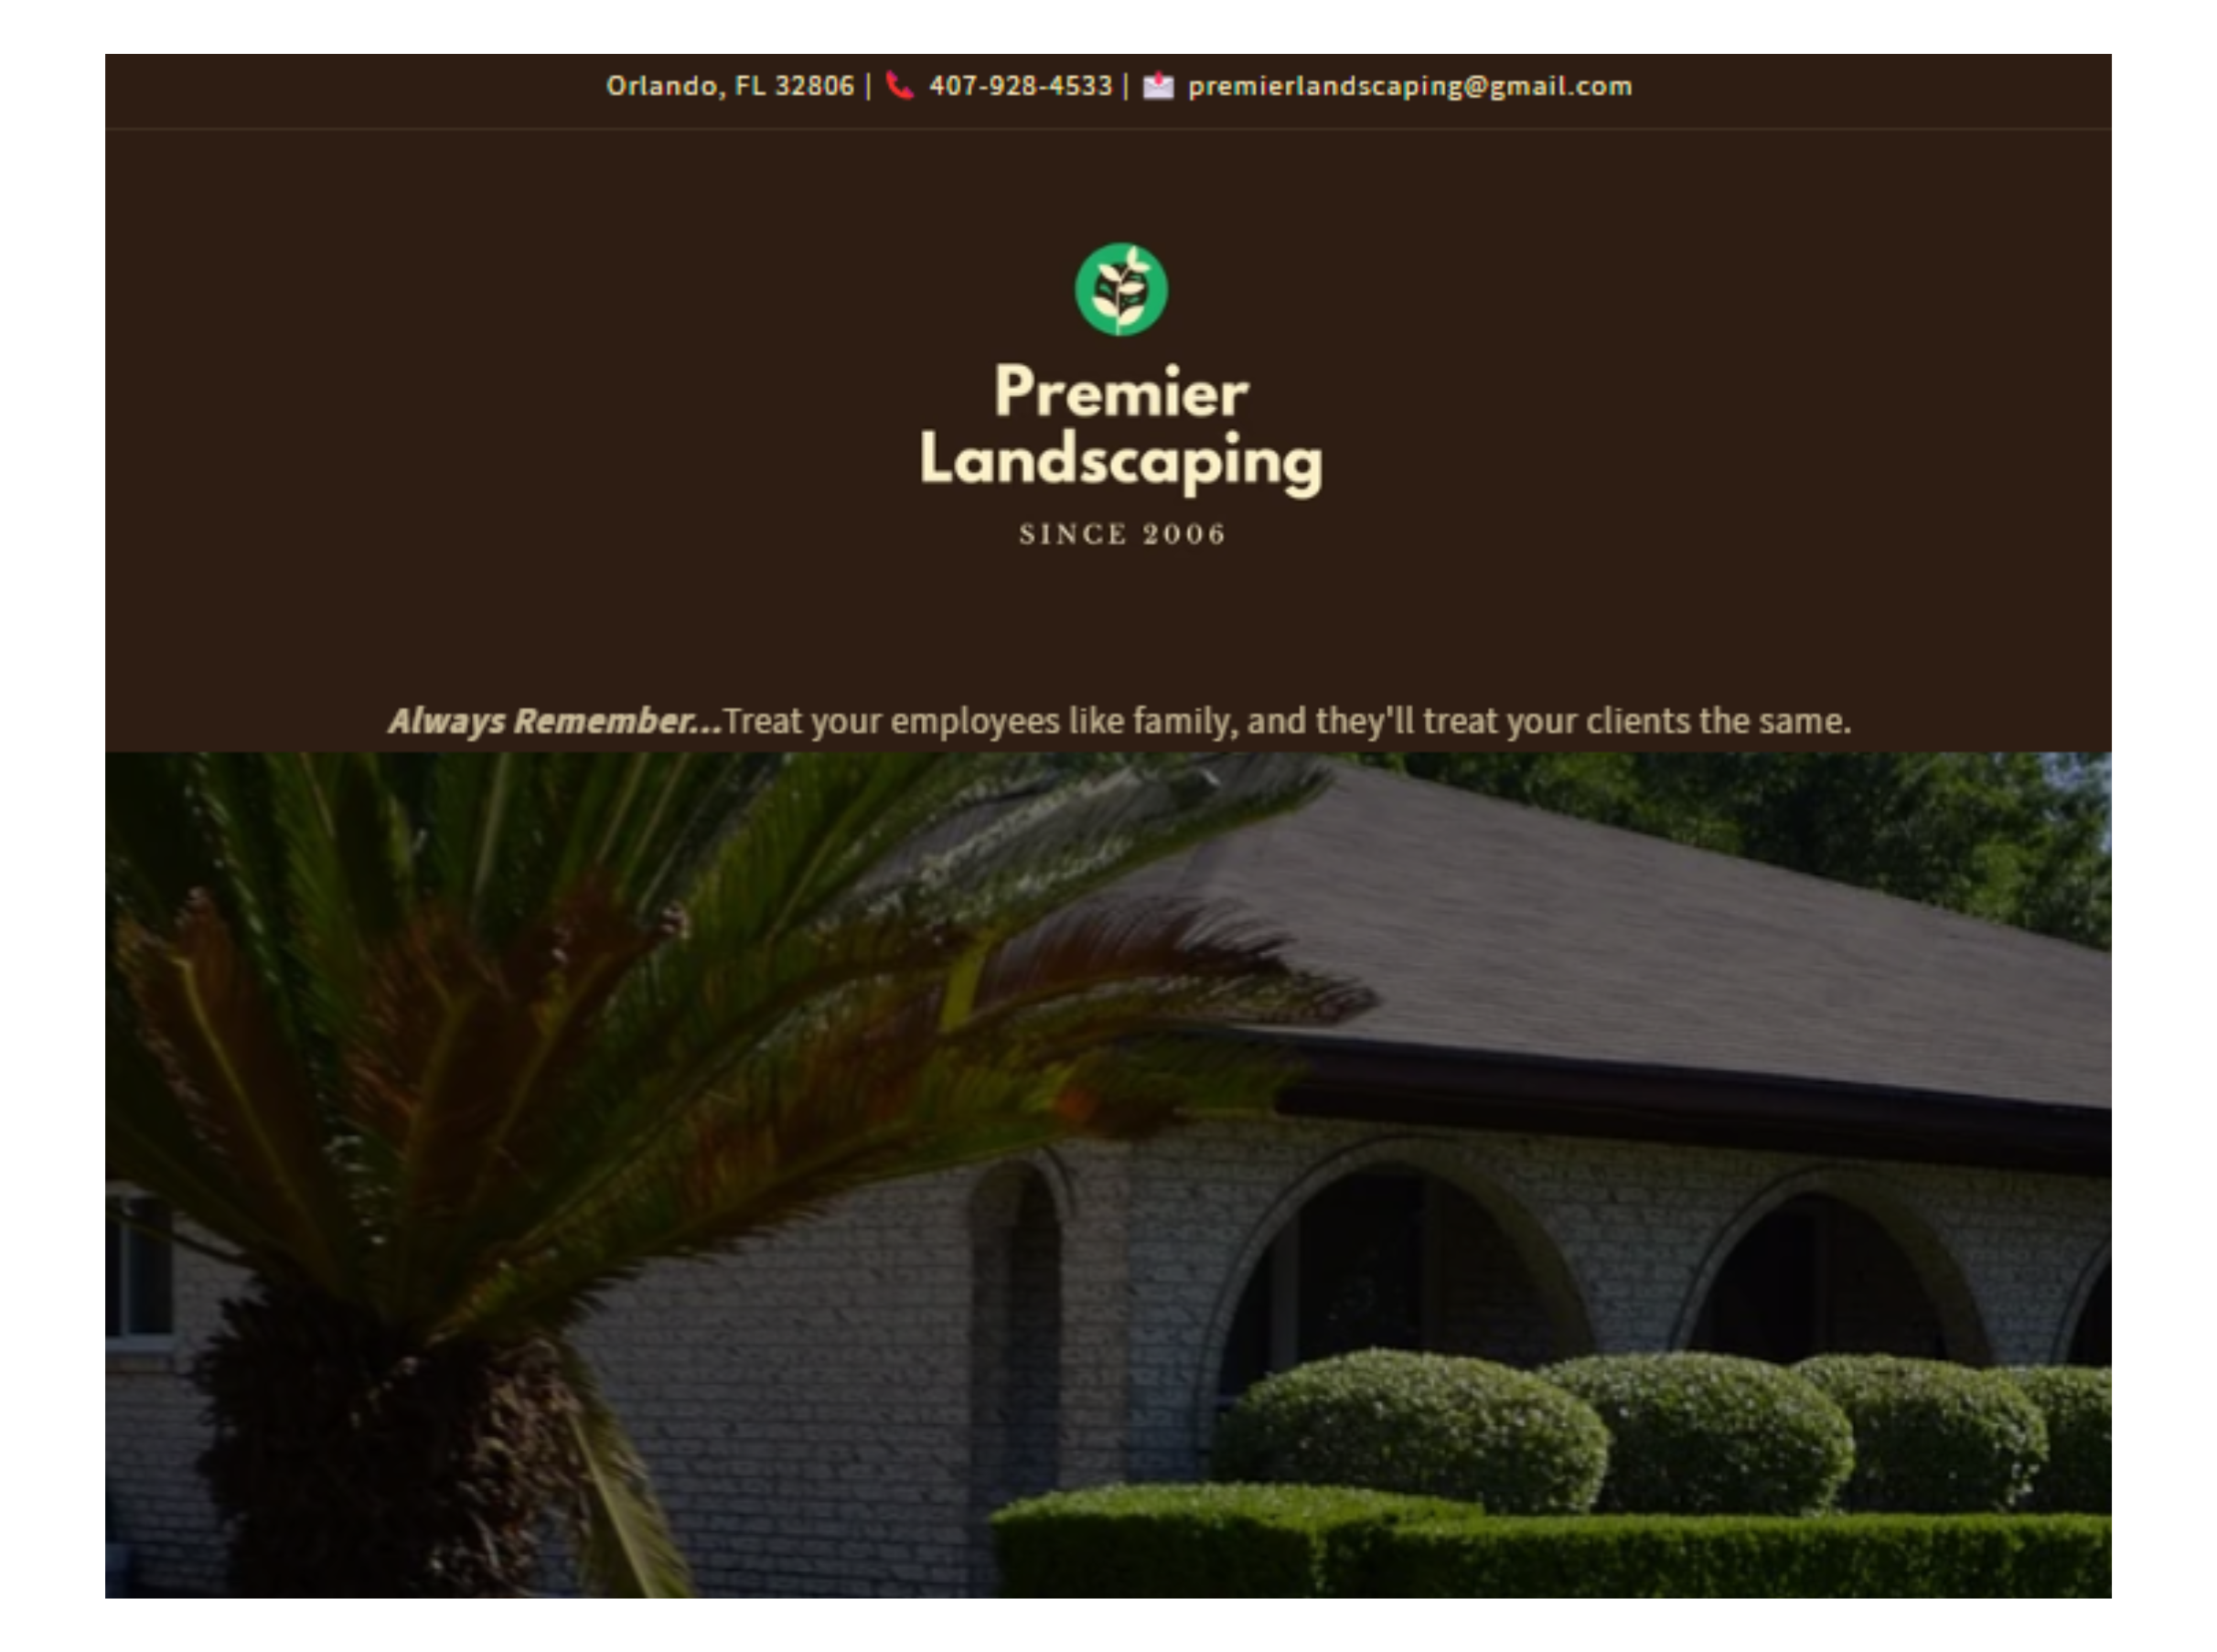 Orlando, FL 32806 | 📞 407-928-4533 | 📩 premierlandscaping@gmail.com
Premier
Landscaping
SINCE 2006
Always Remember...Treat your employees like family, and they'll treat your clients the same.